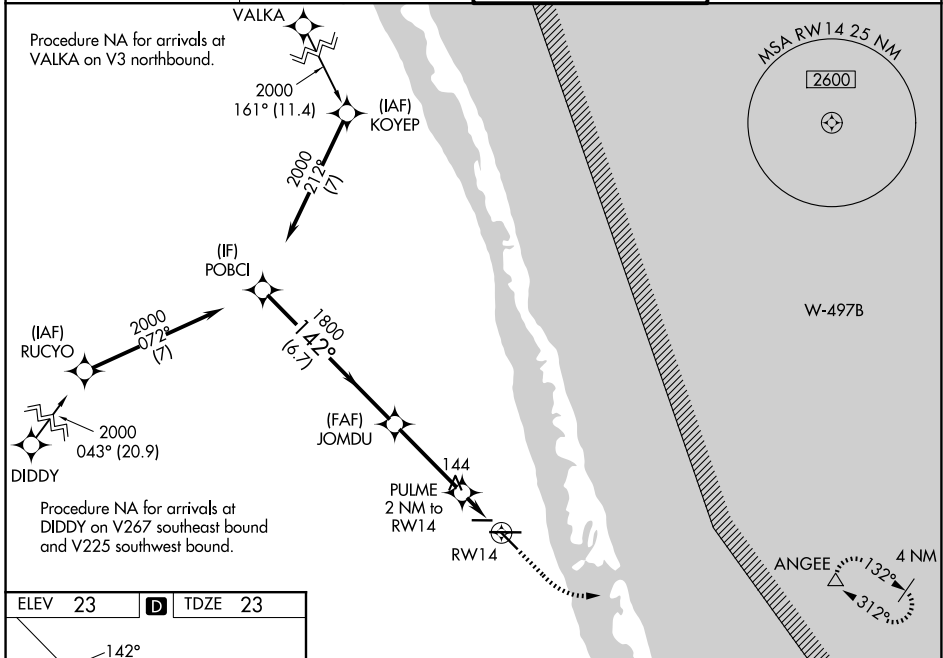 VALKA
Procedure NA for arrivals at
VALKA on V3 northbound.
2000
161° (11.4)
(IAF)
KOYEP
MSA RW14 25 NM
2600
2000
212°
(7)
(IF)
POBCI
W-497B
(IAF)
RUCYO
2000
072°
(7)
1800
142°
(6.7)
2000
043° (20.9)
DIDDY
(FAF)
JOMDU
144
PULME
2 NM to
RW14
RW14
Procedure NA for arrivals at
DIDDY on V267 southeast bound
and V225 southwest bound.
ANGEE
4 NM
132°
312°
ELEV 23 D TDZE 23
142°